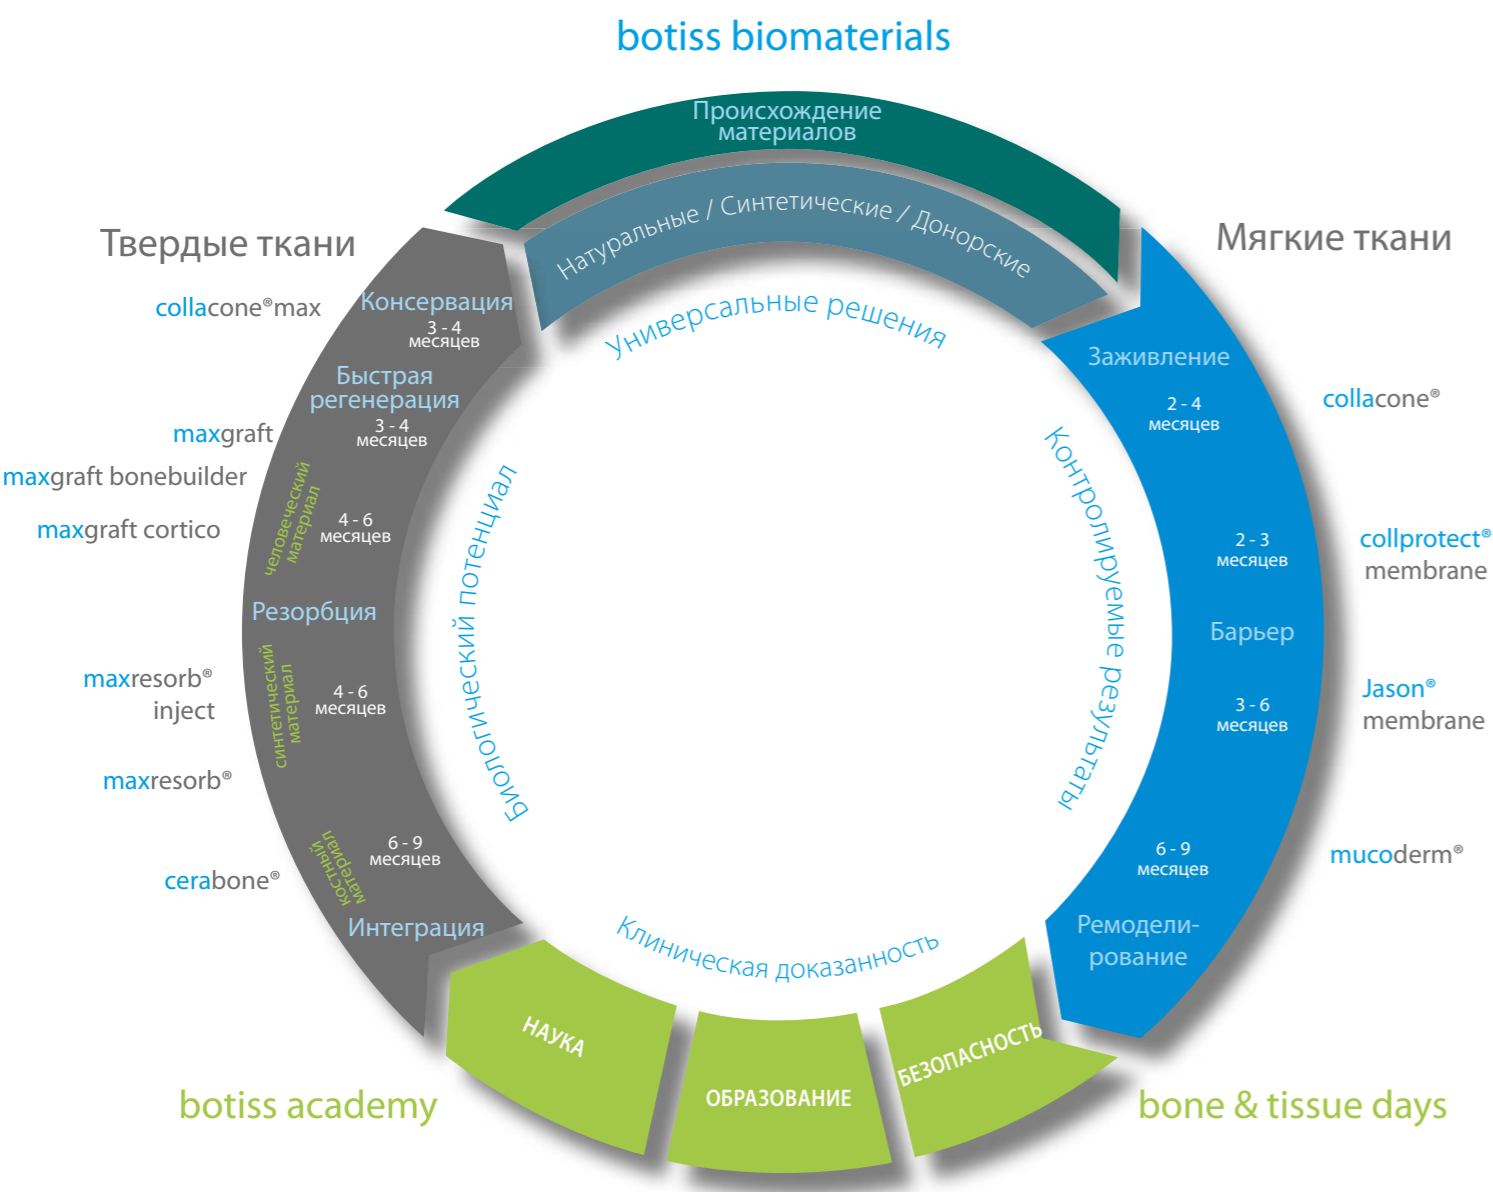 botiss biomaterials
Происхождение
материалов
Натуральные / Синтетические / Донорские
Универсальные решения
Твердые ткани
collacone®max
Консервация
3 - 4
месяцев
Быстрая
регенерация
3 - 4
месяцев
maxgraft
maxgraft bonebuilder
maxgraft cortico
человеческий
материал
4 - 6
месяцев
Резорбция
maxresorb®
inject
синтетический
материал
4 - 6
месяцев
maxresorb®
cerabone®
костный
материал
6 - 9
месяцев
Интеграция
Биологический потенциал
Мягкие ткани
Заживление
2 - 4
месяцев
collacone®
Контролируемые результаты
2 - 3
месяцев
collprotect®
membrane
Барьер
3 - 6
месяцев
Jason®
membrane
6 - 9
месяцев
mucoderm®
Ремодели-
рование
Клиническая доказанность
НАУКА
ОБРАЗОВАНИЕ
БЕЗОПАСНОСТЬ
botiss academy
bone & tissue days